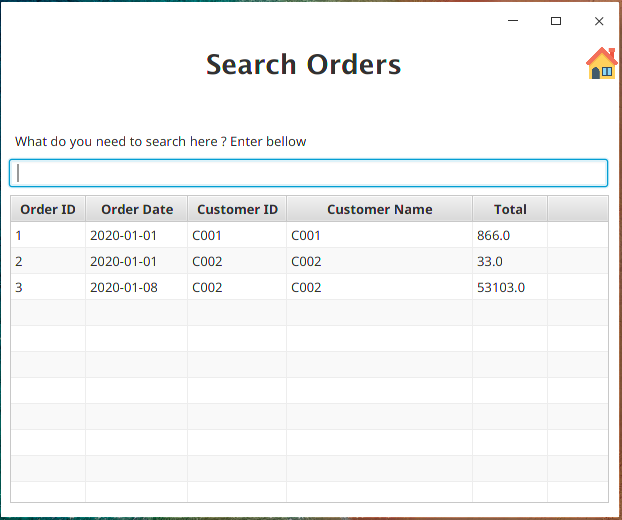 Search Orders
What do you need to search here ? Enter bellow
Order ID Order Date Customer ID Customer Name Total
1 2020-01-01 C001 C001 866.0
2 2020-01-01 C002 C002 33.0
3 2020-01-08 C002 C002 53103.0